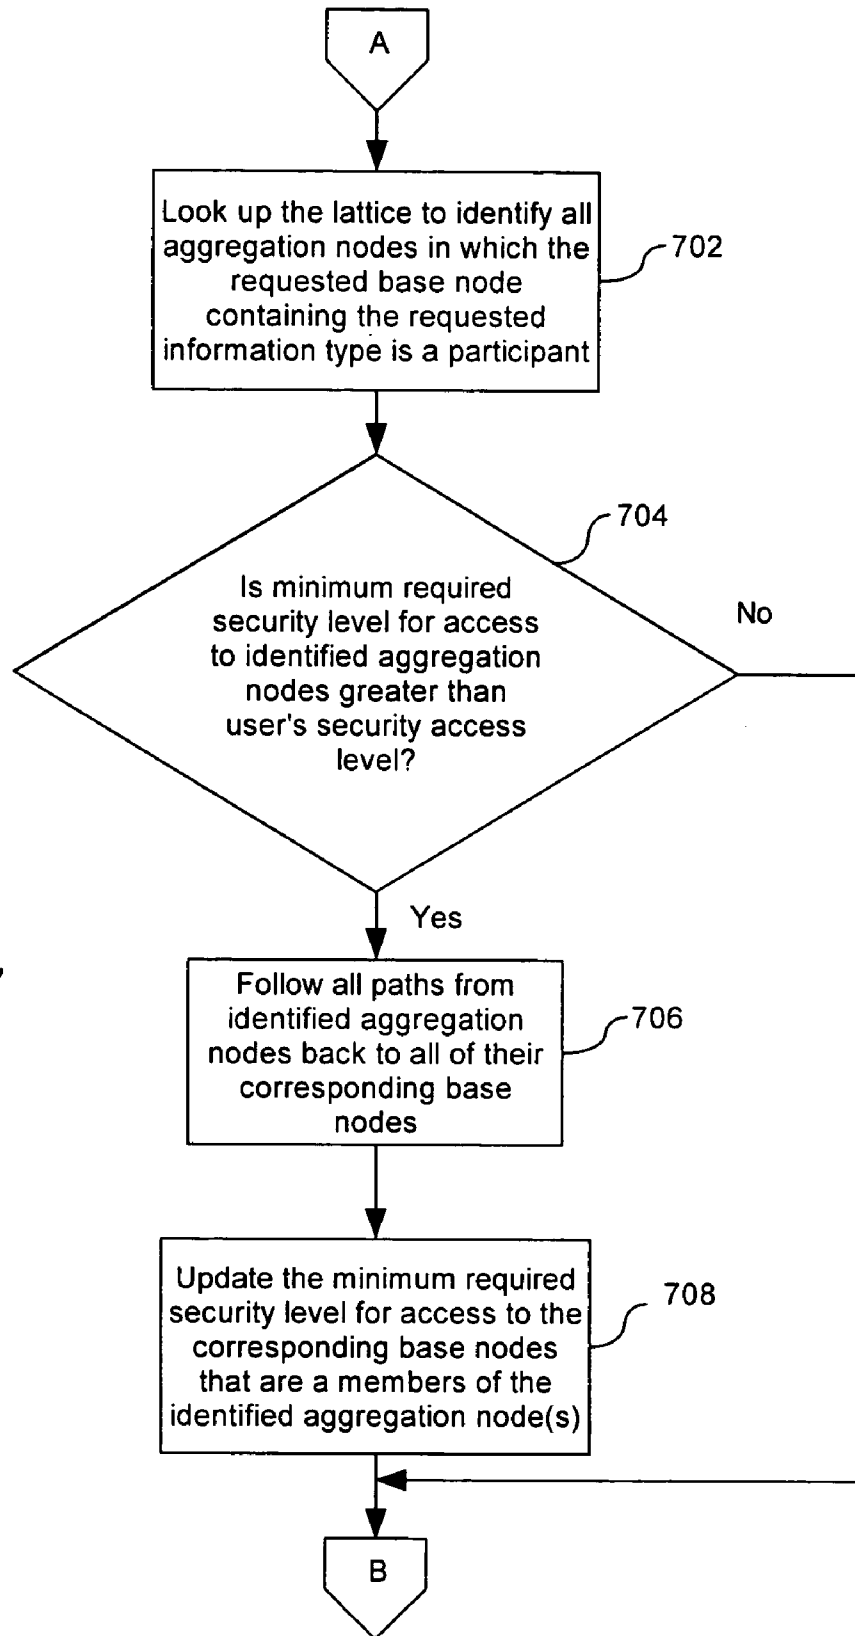 A
Look up the lattice to identify all
aggregation nodes in which the
requested base node
containing the requested
information type is a participant
702
704
Is minimum required
security level for access
to identified aggregation
nodes greater than
user's security access
level?
No
Yes
Follow all paths from
identified aggregation
nodes back to all of their
corresponding base
nodes
706
Update the minimum required
security level for access to the
corresponding base nodes
that are a members of the
identified aggregation node(s)
708
B